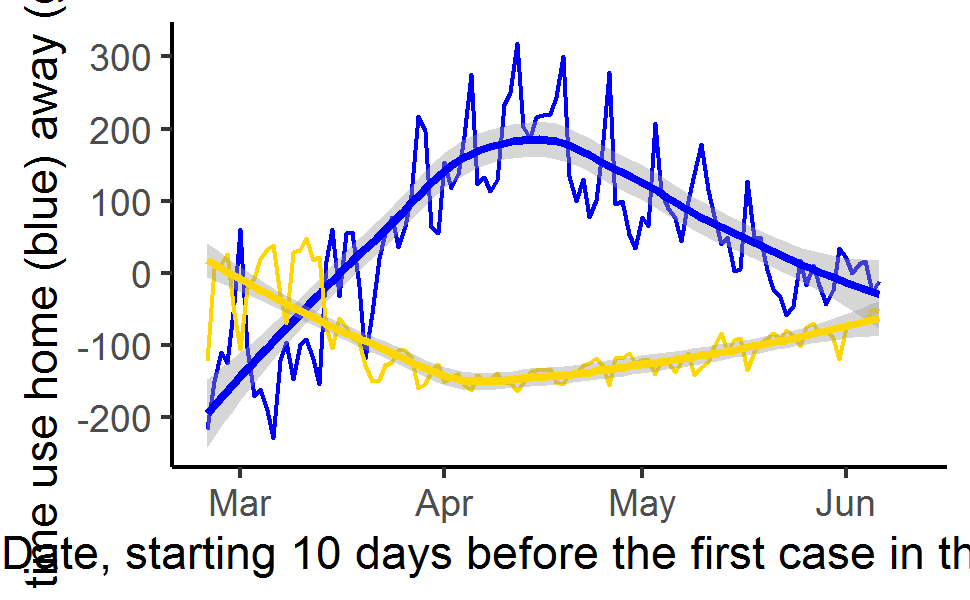 time use home (blue) away (
300
200
100
0
-100
-200
Mar Apr May Jun
Date, starting 10 days before the first case in th